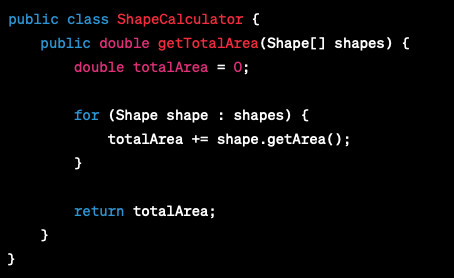 public class ShapeCalculator {
    public double getTotalArea(Shape[] shapes) {
        double totalArea = 0;

        for (Shape shape : shapes) {
            totalArea += shape.getArea();
        }

        return totalArea;
    }
}